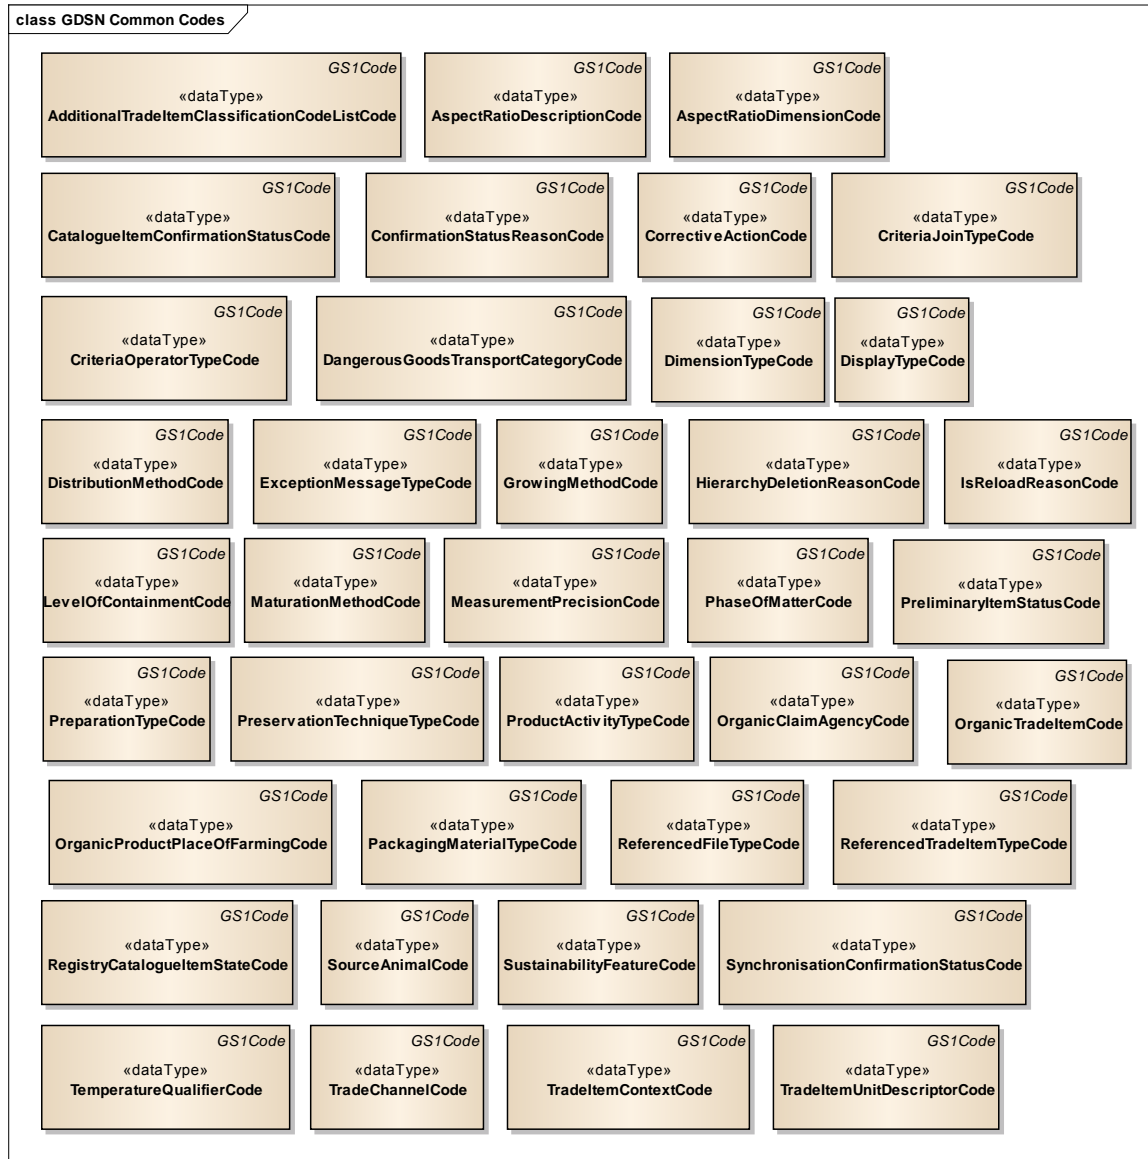 class GDSN Common Codes
GS1Code
«dataType»
AdditionalTradeItemClassificationCodeListCode
GS1Code
«dataType»
AspectRatioDescriptionCode
GS1Code
«dataType»
AspectRatioDimensionCode
GS1Code
«dataType»
CatalogueItemConfirmationStatusCode
GS1Code
«dataType»
ConfirmationStatusReasonCode
GS1Code
«dataType»
CorrectiveActionCode
GS1Code
«dataType»
CriteriaJoinTypeCode
GS1Code
«dataType»
CriteriaOperatorTypeCode
GS1Code
«dataType»
DangerousGoodsTransportCategoryCode
GS1Code
«dataType»
DimensionTypeCode
GS1Code
«dataType»
DisplayTypeCode
GS1Code
«dataType»
DistributionMethodCode
GS1Code
«dataType»
ExceptionMessageTypeCode
GS1Code
«dataType»
GrowingMethodCode
GS1Code
«dataType»
HierarchyDeletionReasonCode
GS1Code
«dataType»
IsReloadReasonCode
GS1Code
«dataType»
LevelOfContainmentCode
GS1Code
«dataType»
MaturationMethodCode
GS1Code
«dataType»
MeasurementPrecisionCode
GS1Code
«dataType»
PhaseOfMatterCode
GS1Code
«dataType»
PreliminaryItemStatusCode
GS1Code
«dataType»
PreparationTypeCode
GS1Code
«dataType»
PreservationTechniqueTypeCode
GS1Code
«dataType»
ProductActivityTypeCode
GS1Code
«dataType»
OrganicClaimAgencyCode
GS1Code
«dataType»
OrganicTradeItemCode
GS1Code
«dataType»
OrganicProductPlaceOfFarmingCode
GS1Code
«dataType»
PackagingMaterialTypeCode
GS1Code
«dataType»
ReferencedFileTypeCode
GS1Code
«dataType»
ReferencedTradeItemTypeCode
GS1Code
«dataType»
RegistryCatalogueItemStateCode
GS1Code
«dataType»
SourceAnimalCode
GS1Code
«dataType»
SustainabilityFeatureCode
GS1Code
«dataType»
SynchronisationConfirmationStatusCode
GS1Code
«dataType»
TemperatureQualifierCode
GS1Code
«dataType»
TradeChannelCode
GS1Code
«dataType»
TradeItemContextCode
GS1Code
«dataType»
TradeItemUnitDescriptorCode